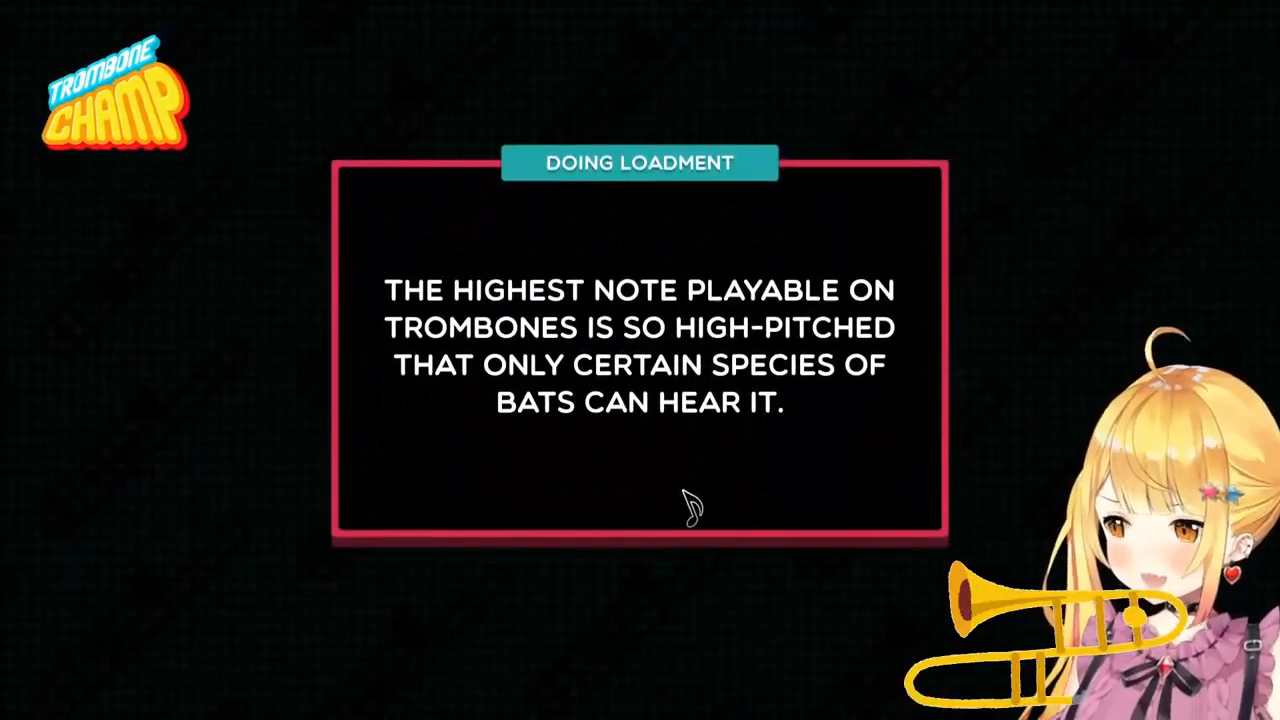 TROMBONE
CHAMP
DOING LOADMENT
THE HIGHEST NOTE PLAYABLE ON
TROMBONES IS SO HIGH-PITCHED
THAT ONLY CERTAIN SPECIES OF
BATS CAN HEAR IT.